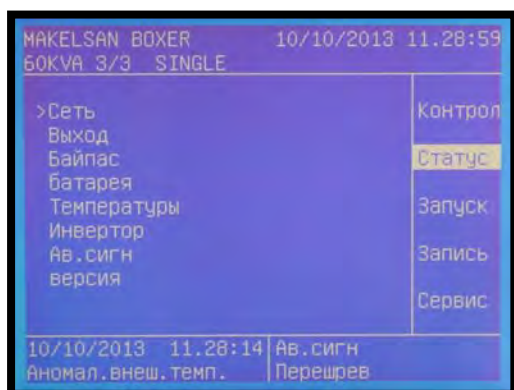 MAKELSAN BOXER 10/10/2013 11.28:59
60KVA 3/3 SINGLE
>Сеть
Выход
Байпас
батарея
Температуры
Инвертор
Ав.сигн
версия
Контрол
Статус
Запуск
Запись
Сервис
10/10/2013 11.28:14 Ав.сигн
Аномал.внеш.темп. Перешрев